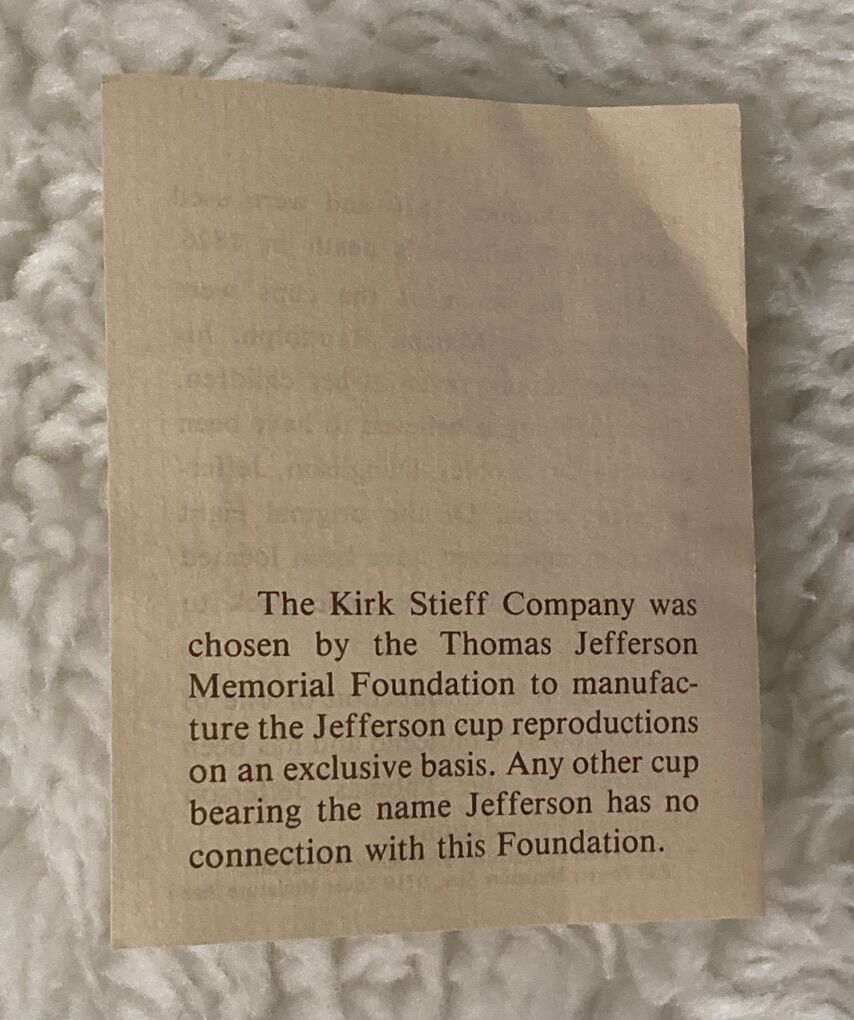 The Kirk Stieff Company was
chosen by the Thomas Jefferson
Memorial Foundation to manufac-
ture the Jefferson cup reproductions
on an exclusive basis. Any other cup
bearing the name Jefferson has no
connection with this Foundation.